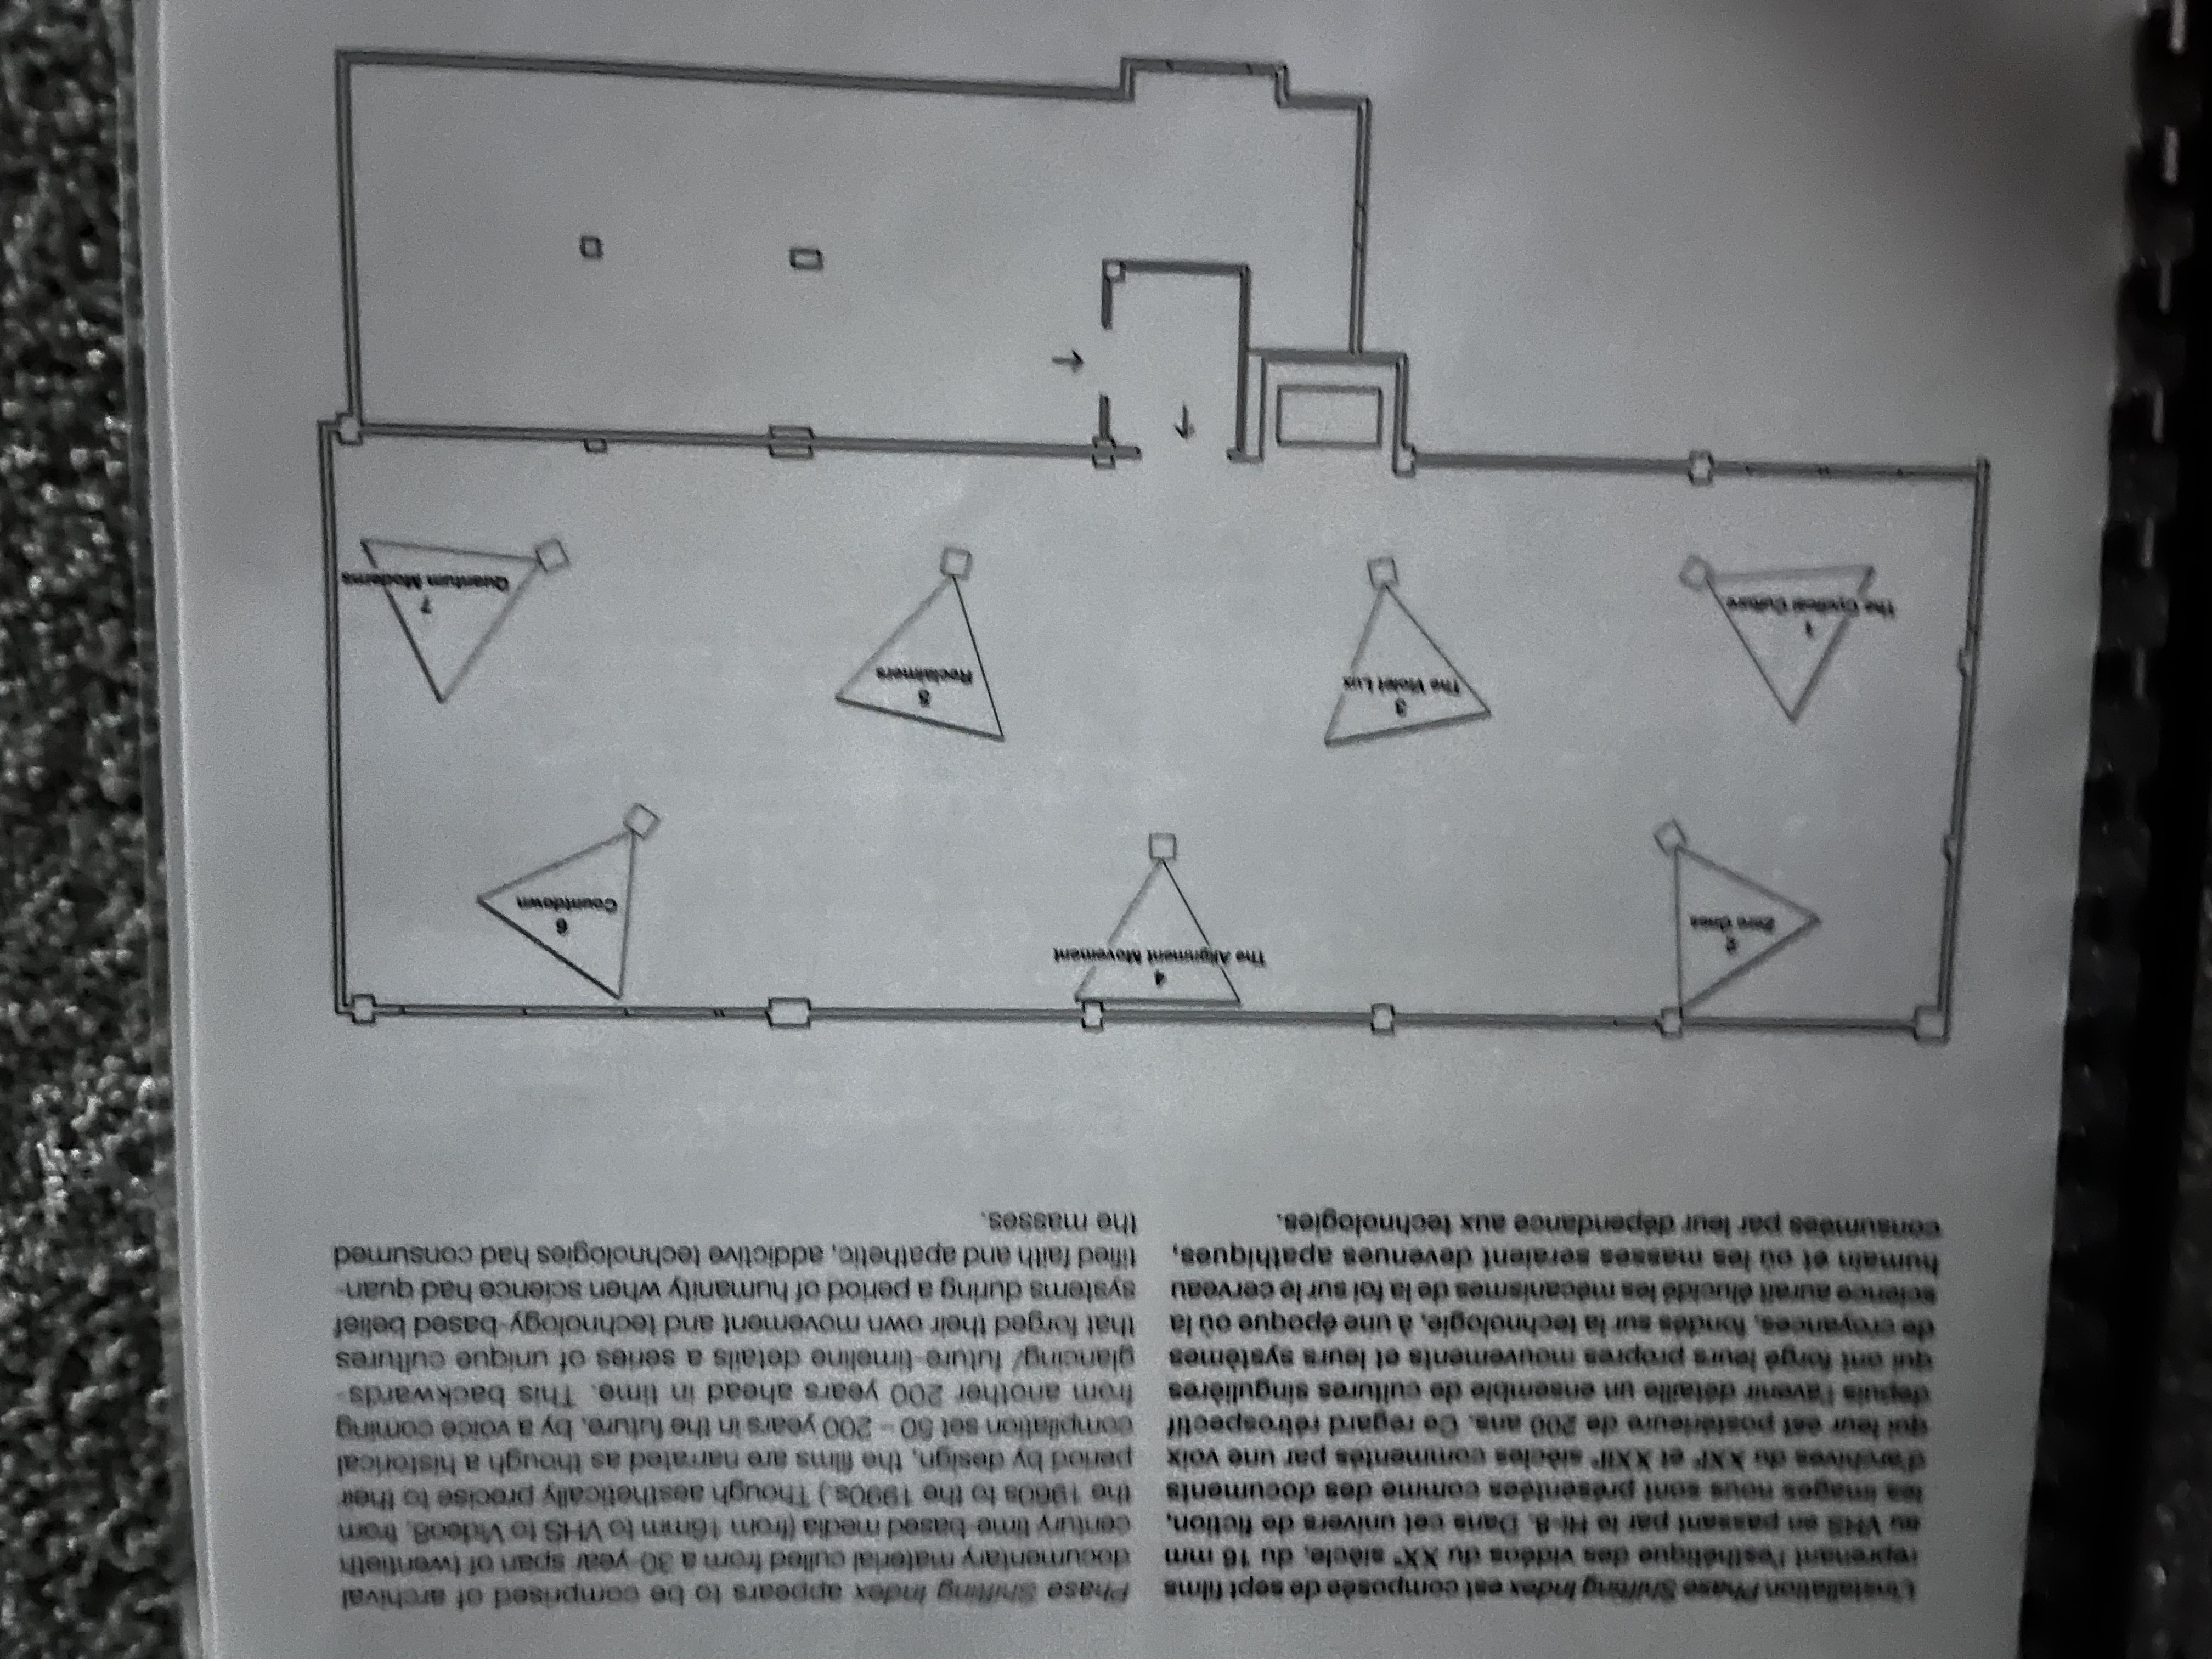 L'installation Phase Shifting Index est composée de sept films
reprenant l'esthétique des vidéos du XXᵉ siècle, du 16 mm
au VHS en passant par le Hi-8. Dans cet univers de fiction,
les images nous sont présentées comme des documents
d'archives du XXIᵉ et XXIIᵉ siècles commentés par une voix
qui leur est postérieure de 200 ans. Ce regard rétrospectif
depuis l'avenir détaille un ensemble de cultures singulières
qui ont forgé leurs propres mouvements et leurs systèmes
de croyances, fondés sur la technologie, à une époque où la
science aurait élucidé les mécanismes de la foi sur le cerveau
humain et où les masses seraient devenues apathiques,
consumées par leur dépendance aux technologies.
Phase Shifting Index appears to be comprised of archival
documentary material culled from a 30-year span of twentieth
century time-based media (from 16mm to VHS to Video8, from
the 1960s to the 1990s.) Though aesthetically precise to their
period by design, the films are narrated as though a historical
compilation set 50 – 200 years in the future, by a voice coming
from another 200 years ahead in time. This backwards-
glancing/ future-timeline details a series of unique cultures
that forged their own movement and technology-based belief
systems during a period of humanity when science had quan-
tified faith and apathetic, addictive technologies had consumed
the masses.
2
Zero Ones
4
The Alignment Movement
6
Countdown
1
The Cyclical Culture
3
The Violet Lux
5
Reclaimers
7
Quantum Moderns